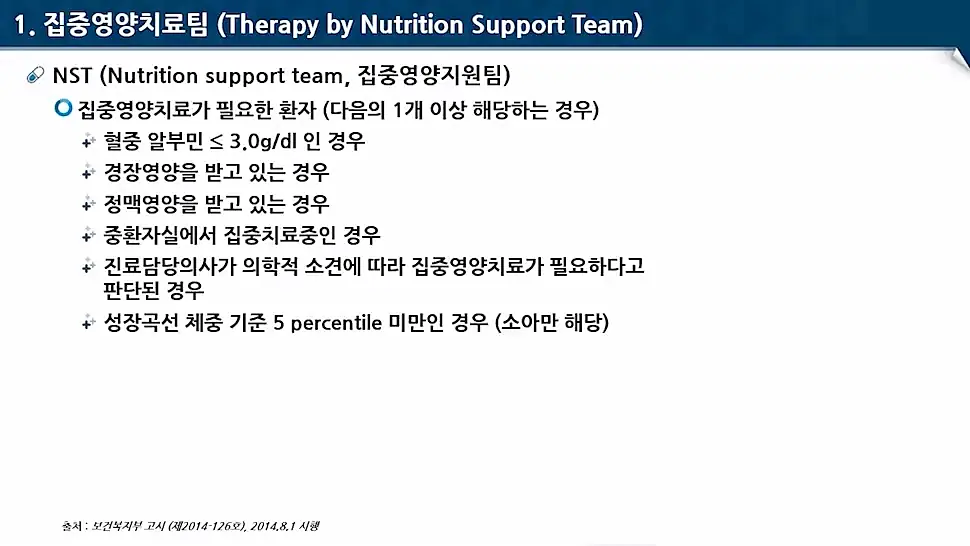 1. 집중영양치료팀 (Therapy by Nutrition Support Team)
NST (Nutrition support team, 집중영양지원팀)
집중영양치료가 필요한 환자 (다음의 1개 이상 해당하는 경우)
혈중 알부민 ≤ 3.0g/dl 인 경우
경장영양을 받고 있는 경우
정맥영양을 받고 있는 경우
중환자실에서 집중치료중인 경우
진료담당의사가 의학적 소견에 따라 집중영양치료가 필요하다고
판단된 경우
성장곡선 체중 기준 5 percentile 미만인 경우 (소아만 해당)
출처 : 보건복지부 고시 (제2014-126호), 2014.8.1 시행